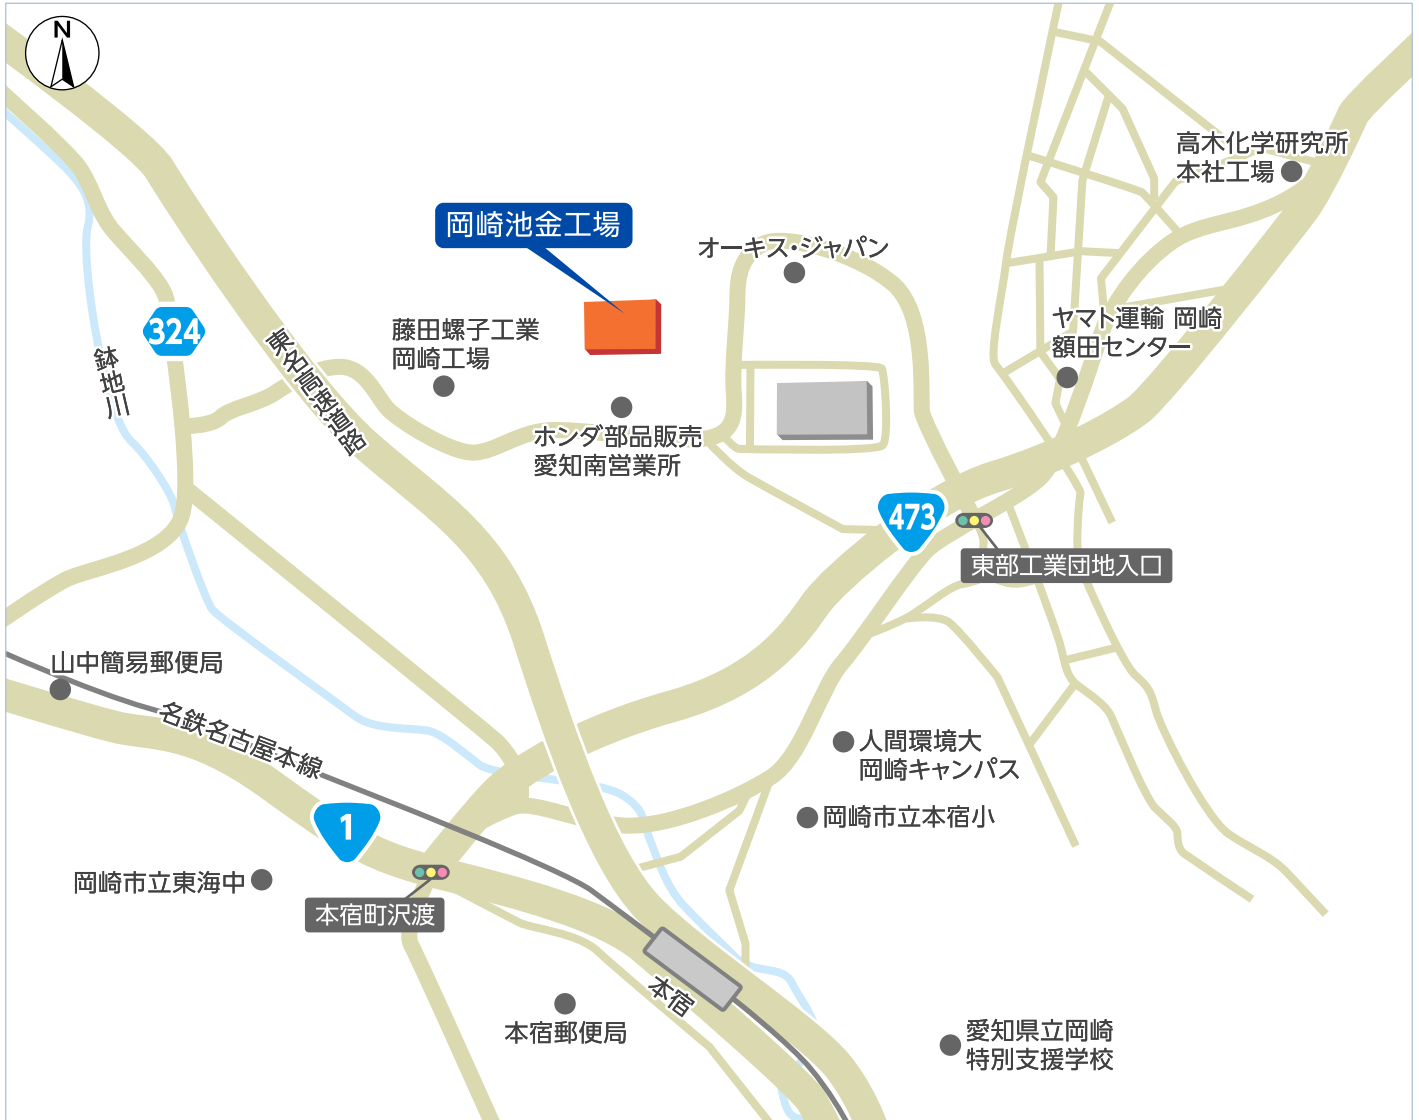 N
高木化学研究所
本社工場
岡崎池金工場
オーキス・ジャパン
藤田螺子工業
岡崎工場
ヤマト運輸 岡崎
額田センター
324
東名高速道路
鉢地川
ホンダ部品販売
愛知南営業所
473
東部工業団地入口
山中簡易郵便局
名鉄名古屋本線
人間環境大
岡崎キャンパス
1
岡崎市立本宿小
岡崎市立東海中
本宿町沢渡
本宿
本宿郵便局
愛知県立岡崎
特別支援学校